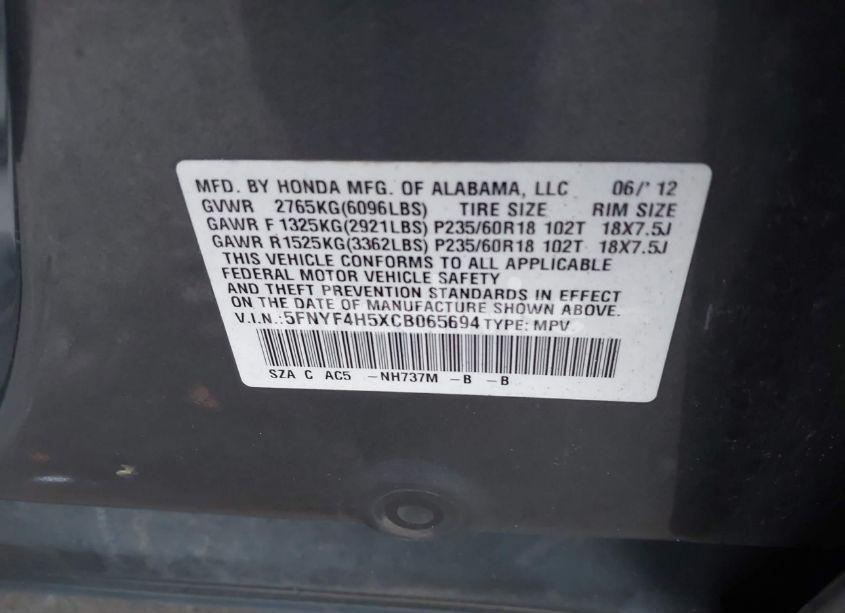 MFD. BY HONDA MFG. OF ALABAMA, LLC 06/' 12
GVWR 2765KG(6096LBS) TIRE SIZE RIM SIZE
GAWR F 1325KG(2921LBS) P235/60R18 102T 18X7.5J
GAWR R1525KG(3362LBS) P235/60R18 102T 18X7.5J
THIS VEHICLE CONFORMS TO ALL APPLICABLE
FEDERAL MOTOR VEHICLE SAFETY
AND THEFT PREVENTION STANDARDS IN EFFECT
ON THE DATE OF MANUFACTURE SHOWN ABOVE.
V.I.N.:5FNYF4H5XCB065694 TYPE: MPV
SZA C AC5 -NH737M -B -B